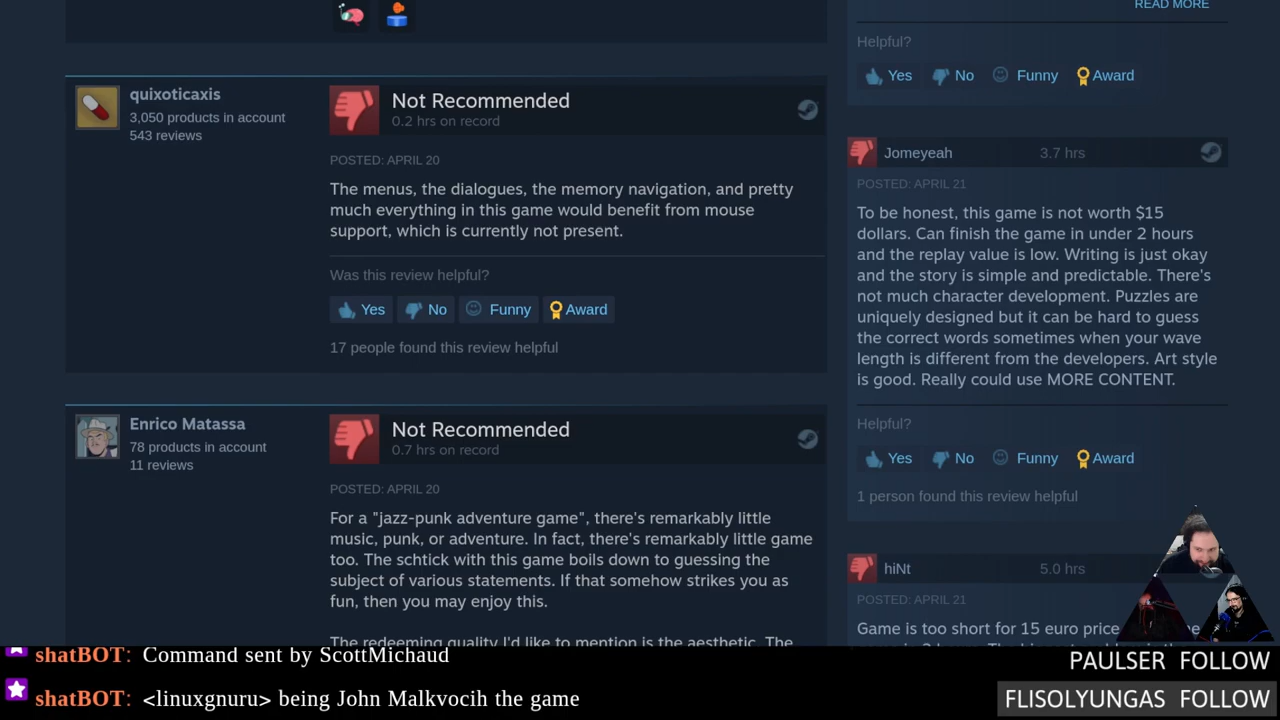 quixoticaxis
3,050 products in account
543 reviews
Not Recommended
0.2 hrs on record
POSTED: APRIL 20
The menus, the dialogues, the memory navigation, and pretty
much everything in this game would benefit from mouse
support, which is currently not present.
Was this review helpful?
Yes No Funny Award
17 people found this review helpful
Enrico Matassa
78 products in account
11 reviews
Not Recommended
0.7 hrs on record
POSTED: APRIL 20
For a "jazz-punk adventure game", there's remarkably little
music, punk, or adventure. In fact, there's remarkably little game
too. The schtick with this game boils down to guessing the
subject of various statements. If that somehow strikes you as
fun, then you may enjoy this.
The redeeming quality I'd like to mention is the aesthetic. The
READ MORE
Helpful?
Yes No Funny Award
Jomeyeah 3.7 hrs
POSTED: APRIL 21
To be honest, this game is not worth $15
dollars. Can finish the game in under 2 hours
and the replay value is low. Writing is just okay
and the story is simple and predictable. There's
not much character development. Puzzles are
uniquely designed but it can be hard to guess
the correct words sometimes when your wave
length is different from the developers. Art style
is good. Really could use MORE CONTENT.
Helpful?
Yes No Funny Award
1 person found this review helpful
hiNt 5.0 hrs
POSTED: APRIL 21
Game is too short for 15 euro price
shatBOT: Command sent by ScottMichaud
shatBOT: <linuxgnuru> being John Malkvocih the game
PAULSER FOLLOW
FLISOLYUNGAS FOLLOW